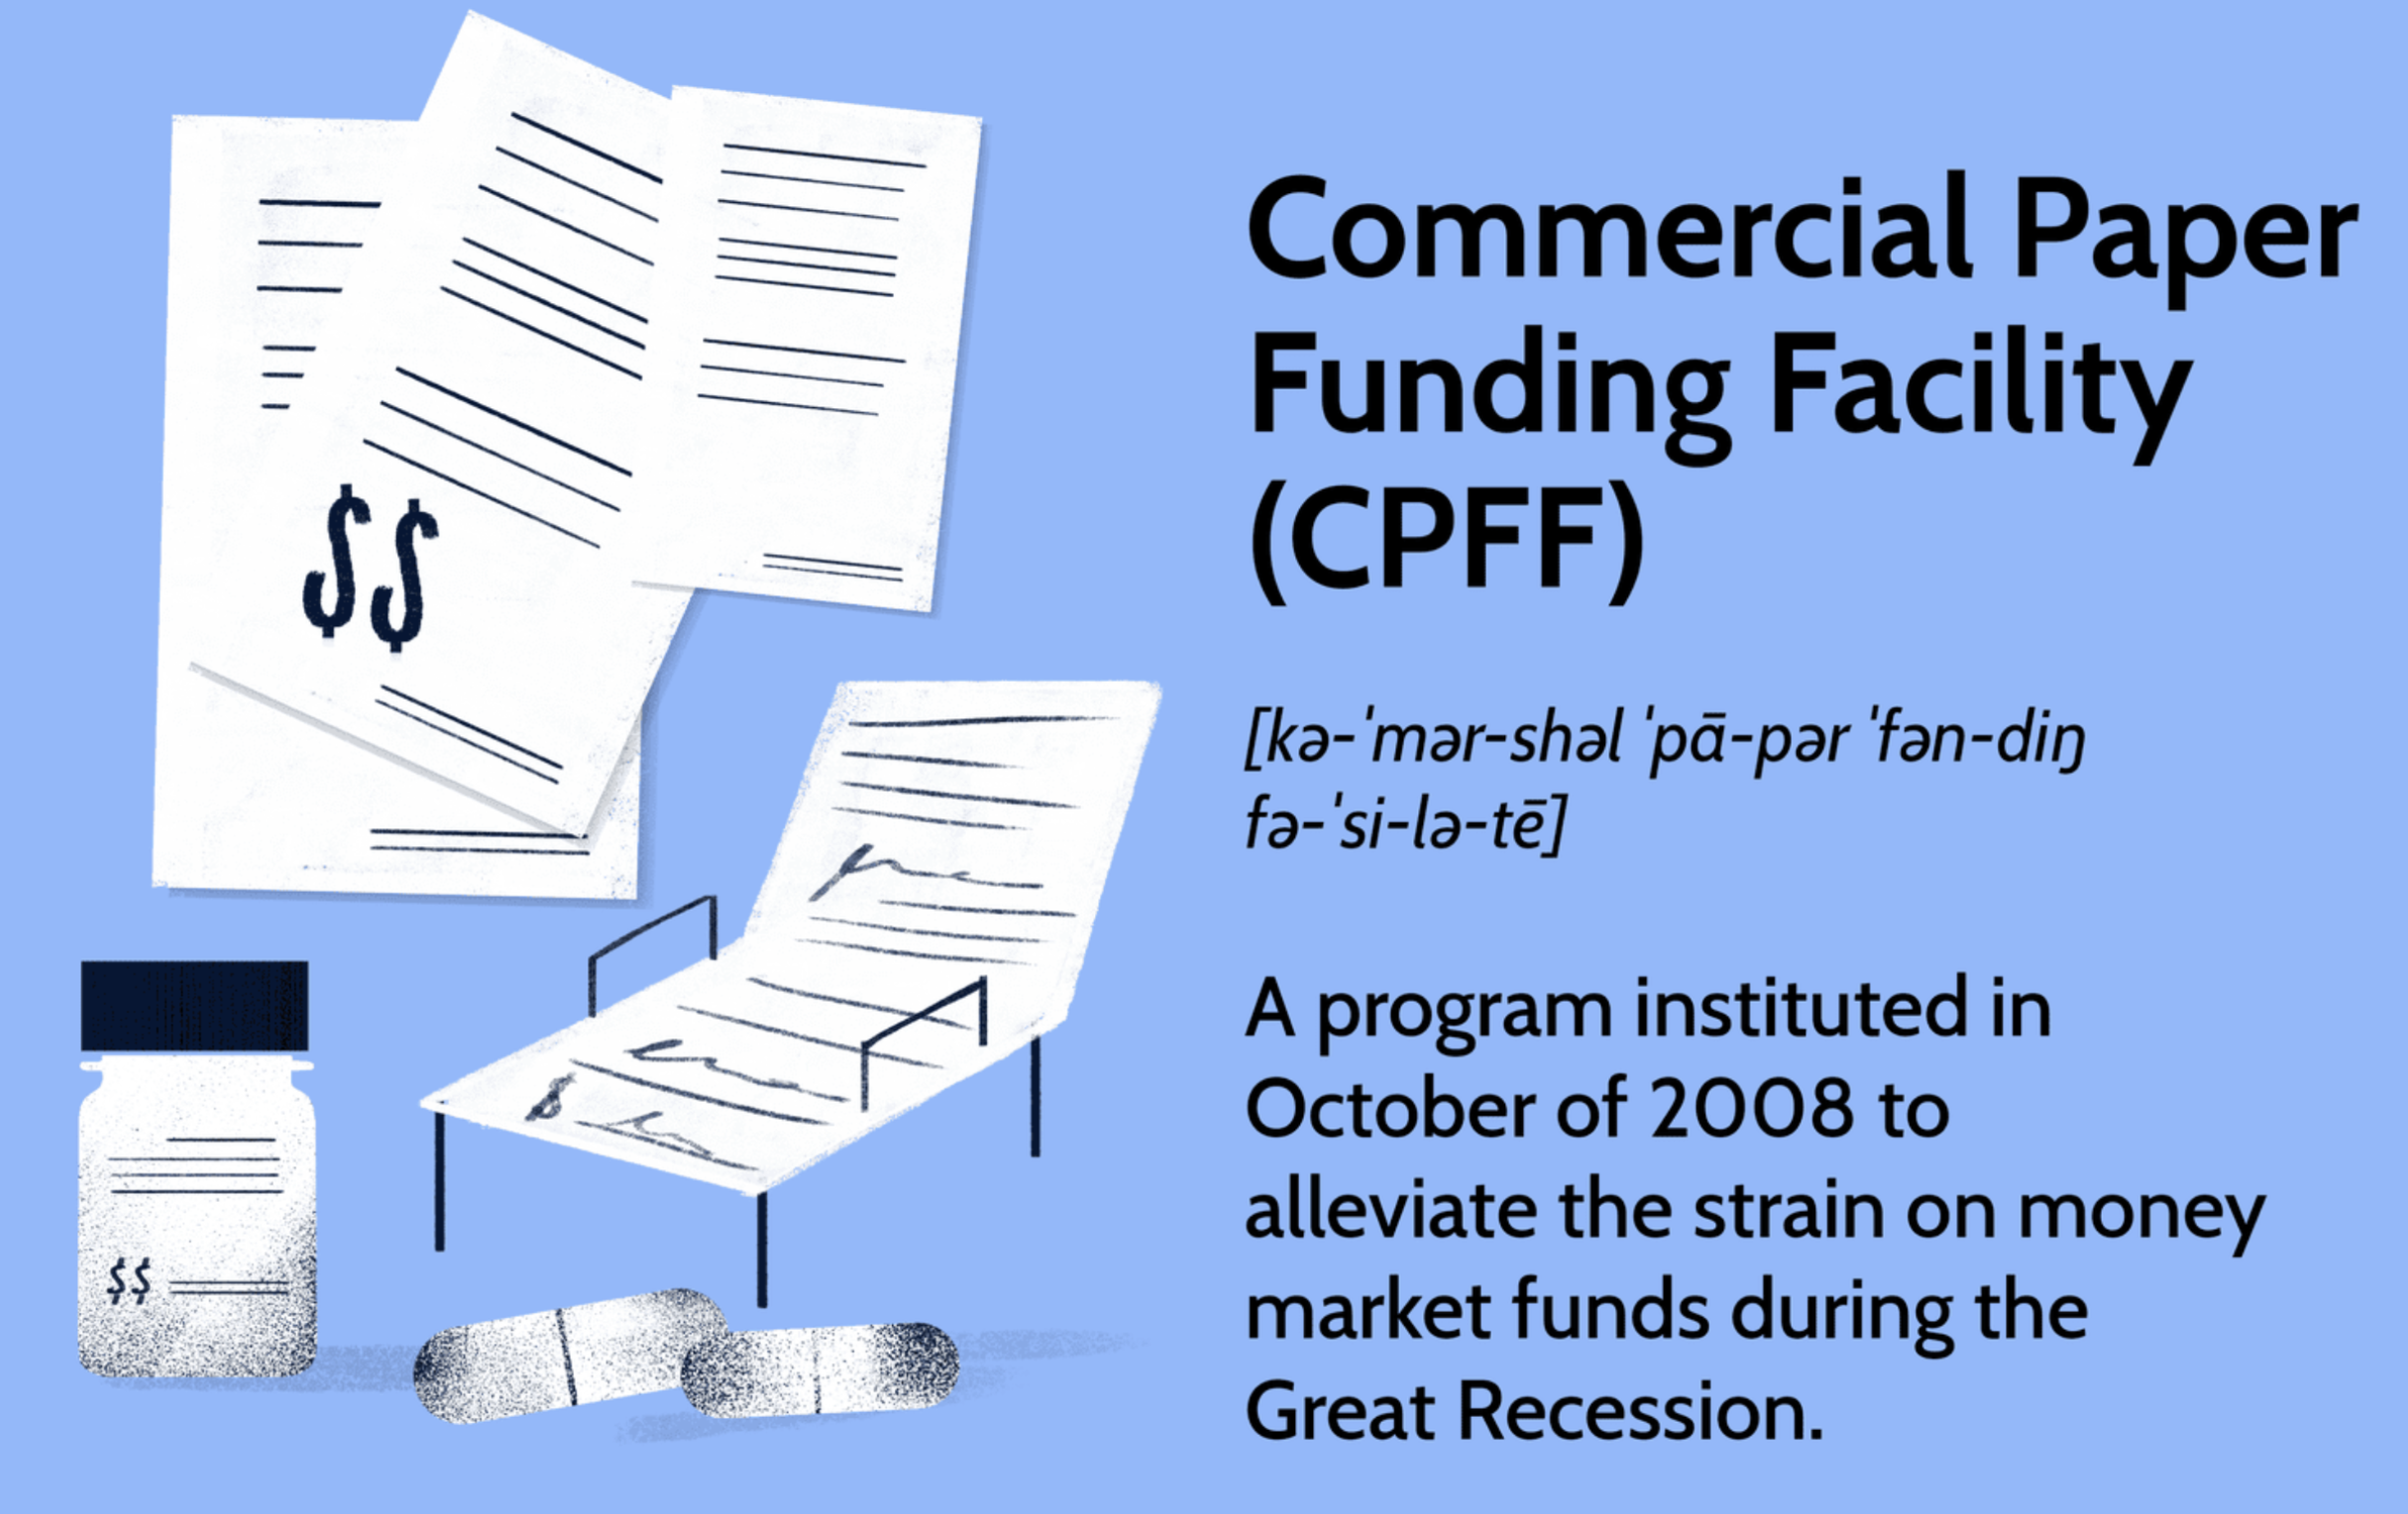 Commercial Paper
Funding Facility
(CPFF)
[kə-ˈmər-shəl ˈpā-pər ˈfən-diŋ
fə-ˈsi-lə-tē]
A program instituted in
October of 2008 to
alleviate the strain on money
market funds during the
Great Recession.
$$
$$